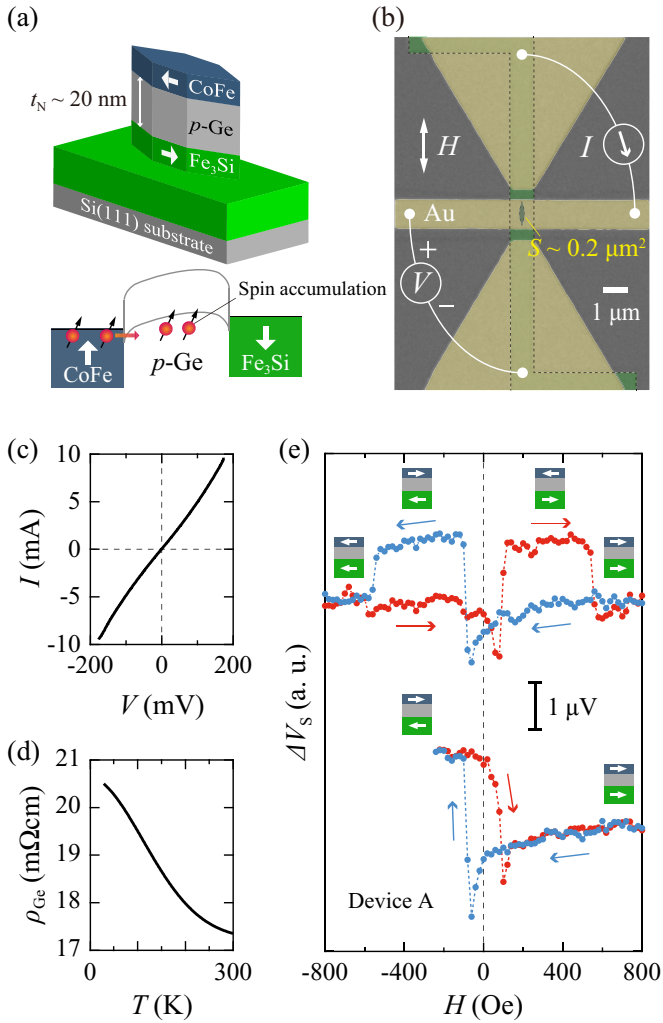 (a)
CoFe
t_N ~ 20 nm
p-Ge
Fe₃Si
Si(111) substrate
Spin accumulation
CoFe
p-Ge
Fe₃Si
(b)
H
I
Au
S ~ 0.2 μm²
+
V
−
1 μm
(c)
10
5
0
-5
-10
I (mA)
-200
0
200
V (mV)
(d)
21
20
19
18
17
ρ_Ge (mΩcm)
0
300
T (K)
(e)
ΔV_S (a. u.)
1 μV
Device A
-800
-400
0
400
800
H (Oe)